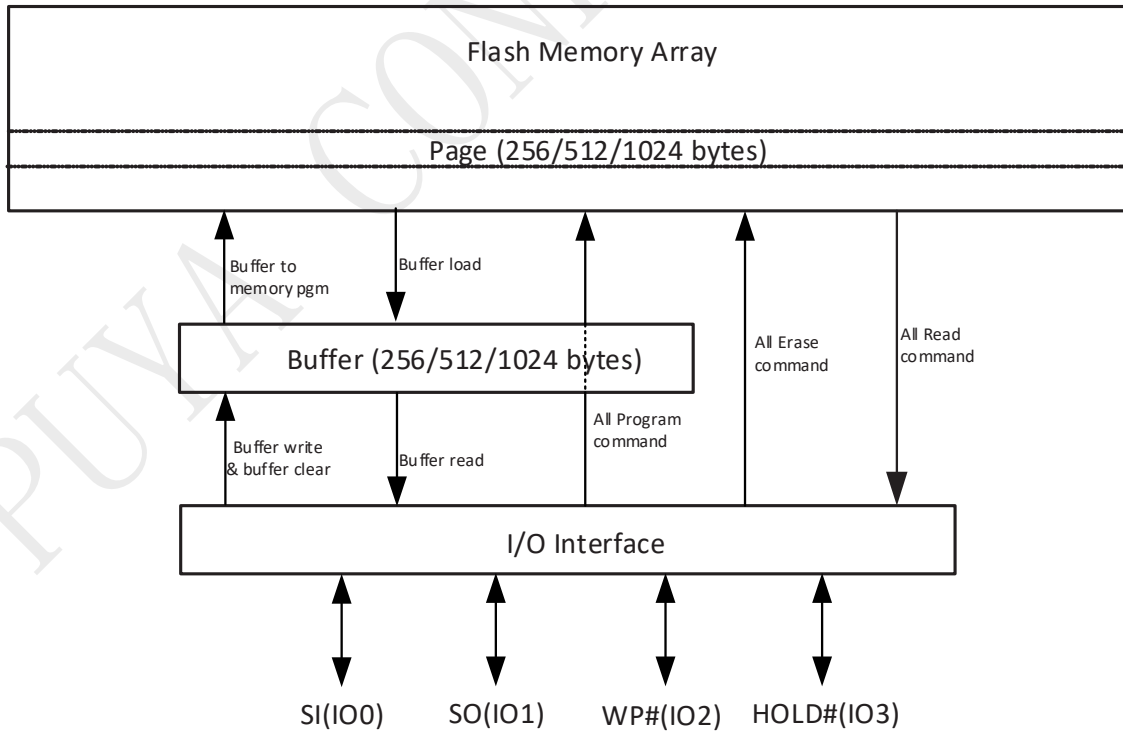 PUYA CON
Flash Memory Array
Page (256/512/1024 bytes)
Buffer to
memory pgm
Buffer load
Buffer (256/512/1024 bytes)
All Erase
command
All Read
command
Buffer write
& buffer clear
Buffer read
All Program
command
I/O Interface
SI(IO0)
SO(IO1)
WP#(IO2)
HOLD#(IO3)